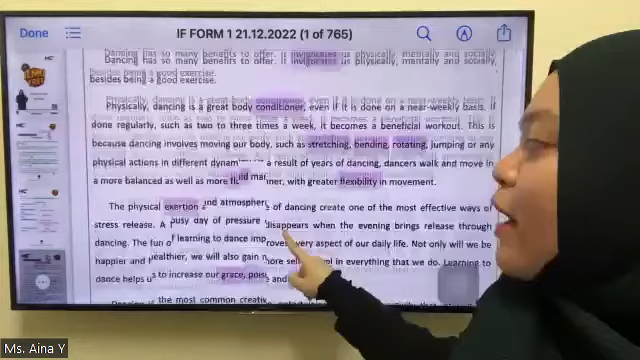 Done
IF FORM 1 21.12.2022 (1 of 765)
Dancing has so many benefits to offer. It invigorates us physically, mentally and socially,
besides being a good exercise.
Physically, dancing is a great body conditioner, even if it is done on a near-weekly basis. If
done regularly, such as two to three times a week, it becomes a beneficial workout. This is
because dancing involves moving our body, such as stretching, bending, rotating, jumping or any
physical actions in different a result of years of dancing, dancers walk and move in
a more balanced as well as more with greater flexibility in movement.
The physical exertion and atmosphere of dancing create one of the most effective ways of
stress release. A busy day of pressure disappears when the evening brings release through
dancing. The fun of learning to dance improves every aspect of our daily life. Not only will we be
happier and healthier, we will also gain more in everything that we do. Learning to
dance helps us to increase our grace, poise
the most common
Ms. Aina Y